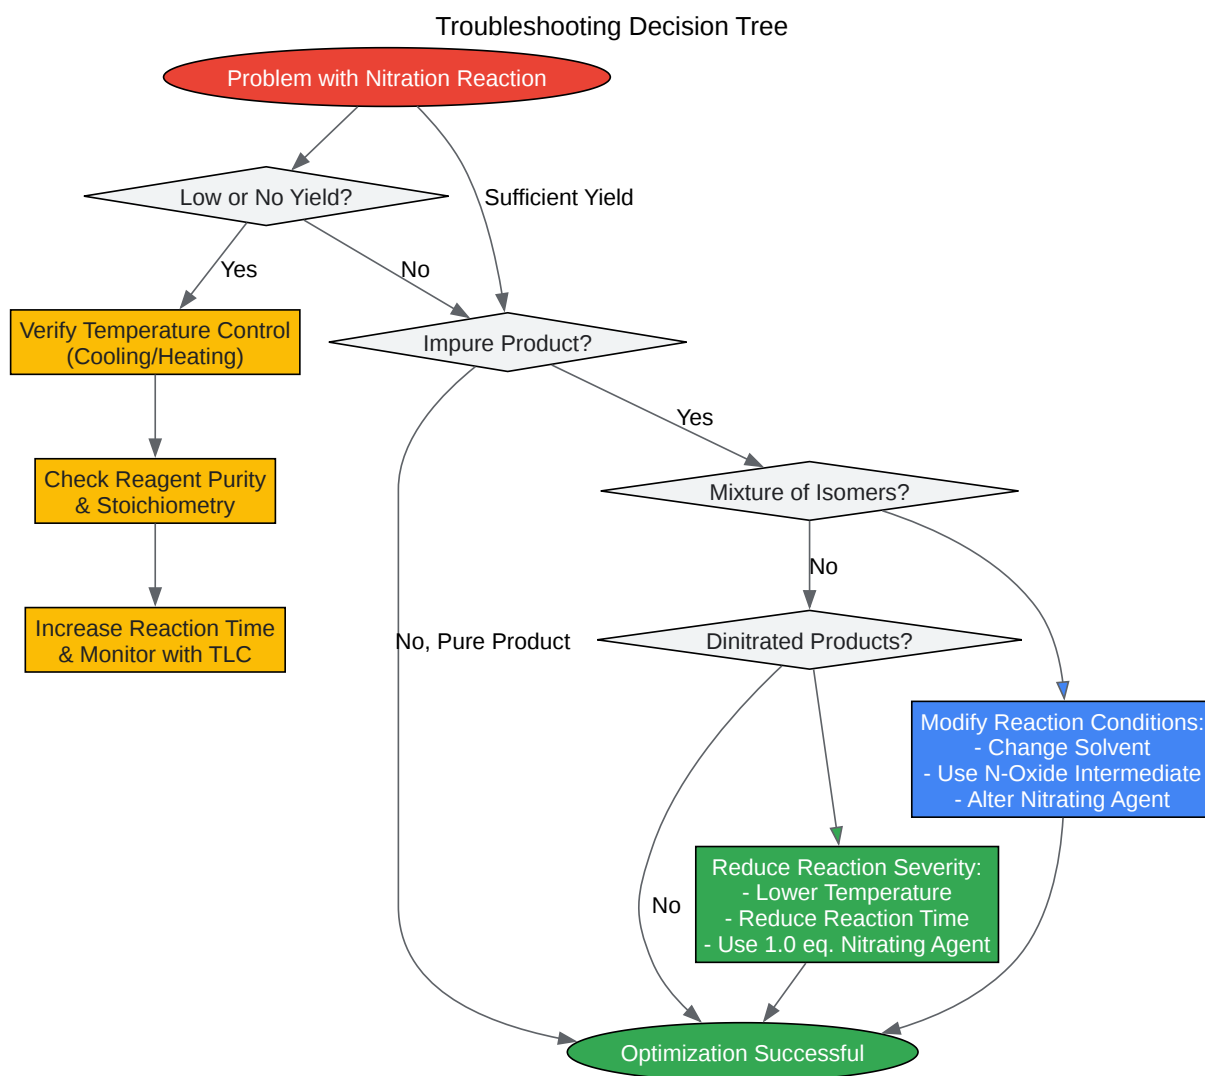 Troubleshooting Decision Tree
Problem with Nitration Reaction
Low or No Yield?
Sufficient Yield
Yes
No
Verify Temperature Control
(Cooling/Heating)
Impure Product?
Yes
Check Reagent Purity
& Stoichiometry
Mixture of Isomers?
No
Increase Reaction Time
& Monitor with TLC
No, Pure Product
Dinitrated Products?
Modify Reaction Conditions:
- Change Solvent
- Use N-Oxide Intermediate
- Alter Nitrating Agent
Reduce Reaction Severity:
- Lower Temperature
- Reduce Reaction Time
- Use 1.0 eq. Nitrating Agent
No
Optimization Successful